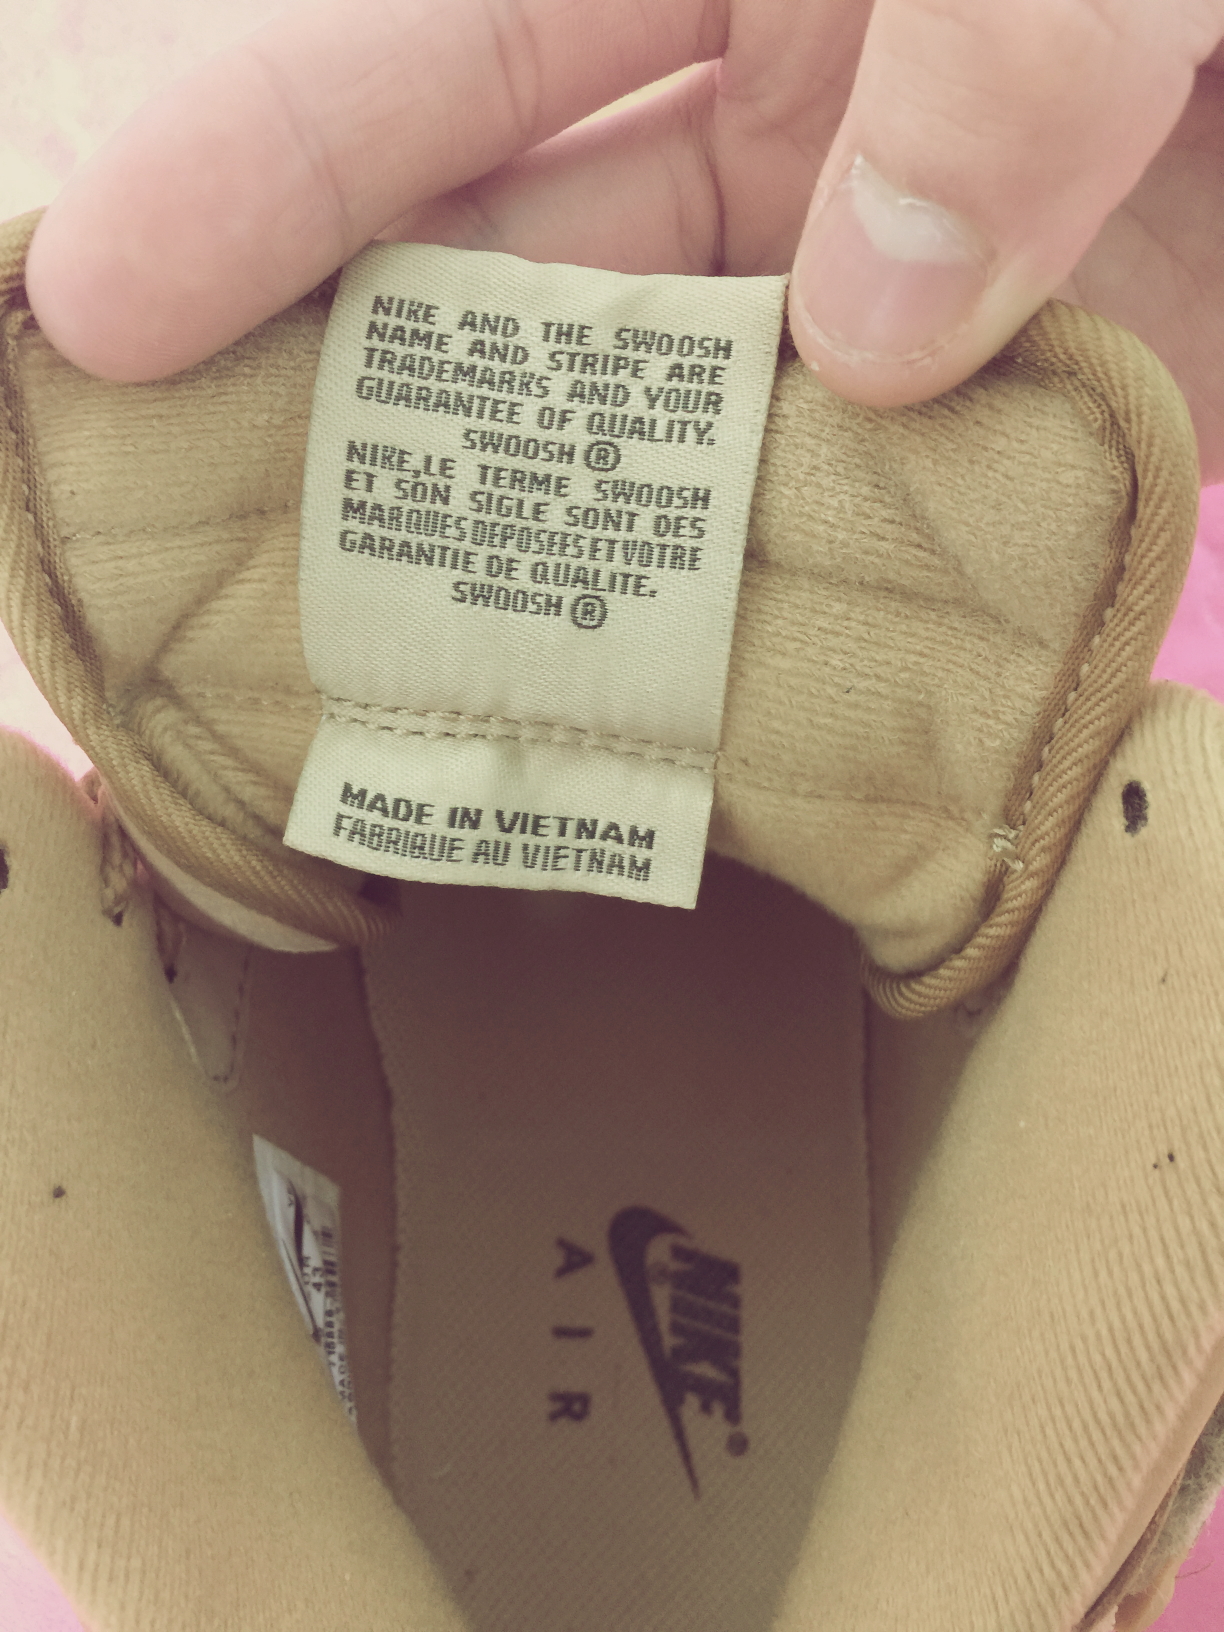 NIKE AND THE SWOOSH
NAME AND STRIPE ARE
TRADEMARKS AND YOUR
GUARANTEE OF QUALITY.
SWOOSH ®
NIKE,LE TERME SWOOSH
ET SON SIGLE SONT DES
MARQUES DEPOSEES ET VOTRE
GARANTIE DE QUALITE.
SWOOSH ®
MADE IN VIETNAM
FABRIQUE AU VIETNAM
NIKE®
AIR
43